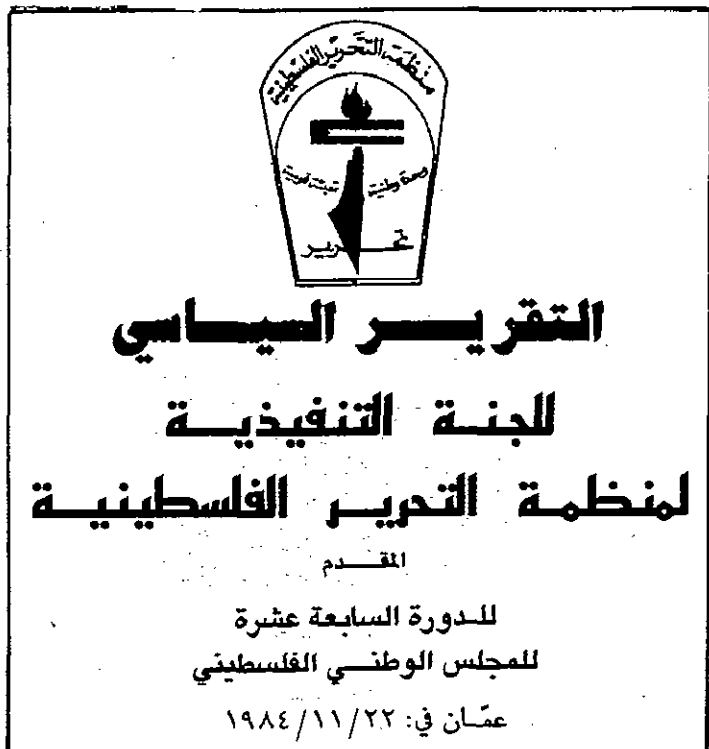 منظمة التحرير الفلسطينية
وحدة وطنية
تعبئة قومية
تحرير
التقرير السياسي
للجنة التنفيذية
لمنظمة التحرير الفلسطينية
المقدم
للدورة السابعة عشرة
للمجلس الوطني الفلسطيني
عمّان في: ١٩٨٤/١١/٢٢